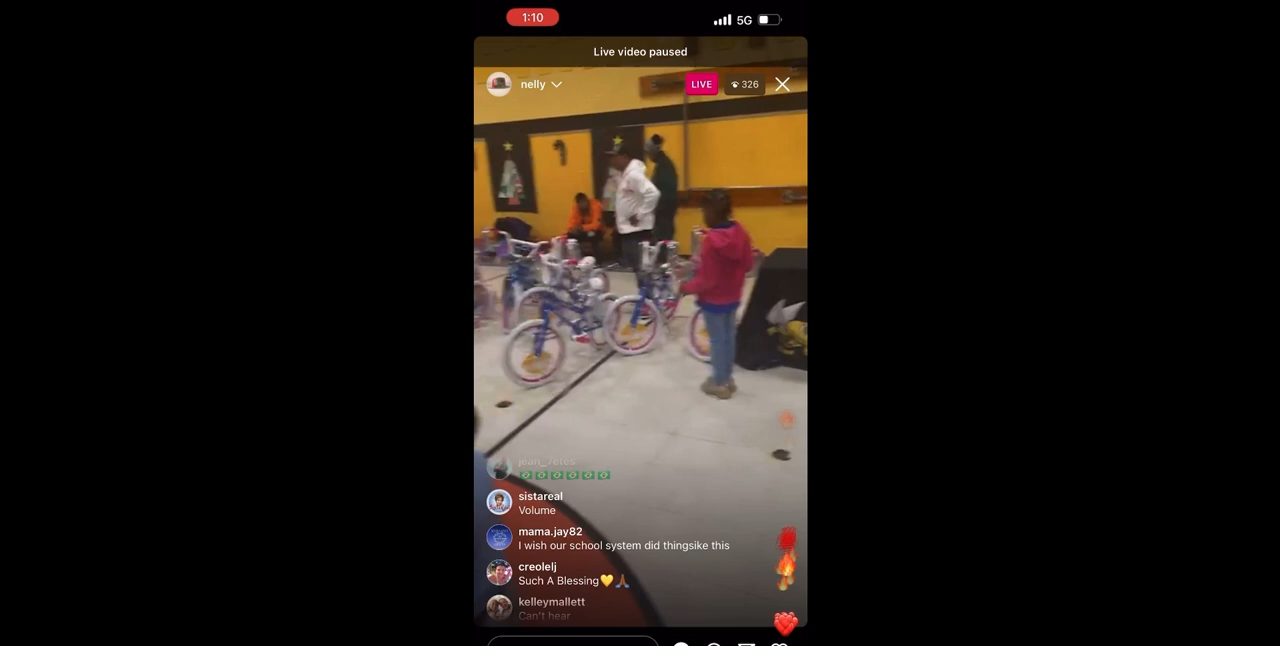 1:10
5G
Live video paused
nelly
LIVE
326
jean_7etes
sistareal
Volume
mama.jay82
I wish our school system did thingsike this
creolelj
Such A Blessing💛🙏🏾
kelleymallett
Can't hear